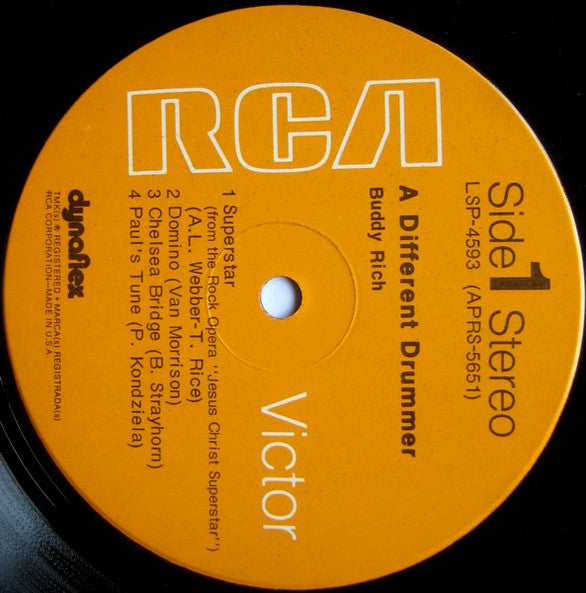 RCA
Victor
Side 1 Stereo
LSP-4593 (APRS-5651)
A Different Drummer
Buddy Rich
1 Superstar
(from the Rock Opera "Jesus Christ Superstar")
(A.L. Webber-T. Rice)
2 Domino (Van Morrison)
3 Chelsea Bridge (B. Strayhorn)
4 Paul's Tune (P. Kondziela)
dynaflex
TMK(s) ® REGISTERED • MARCA(s) REGISTRADA(s)
RCA CORPORATION—MADE IN U.S.A.